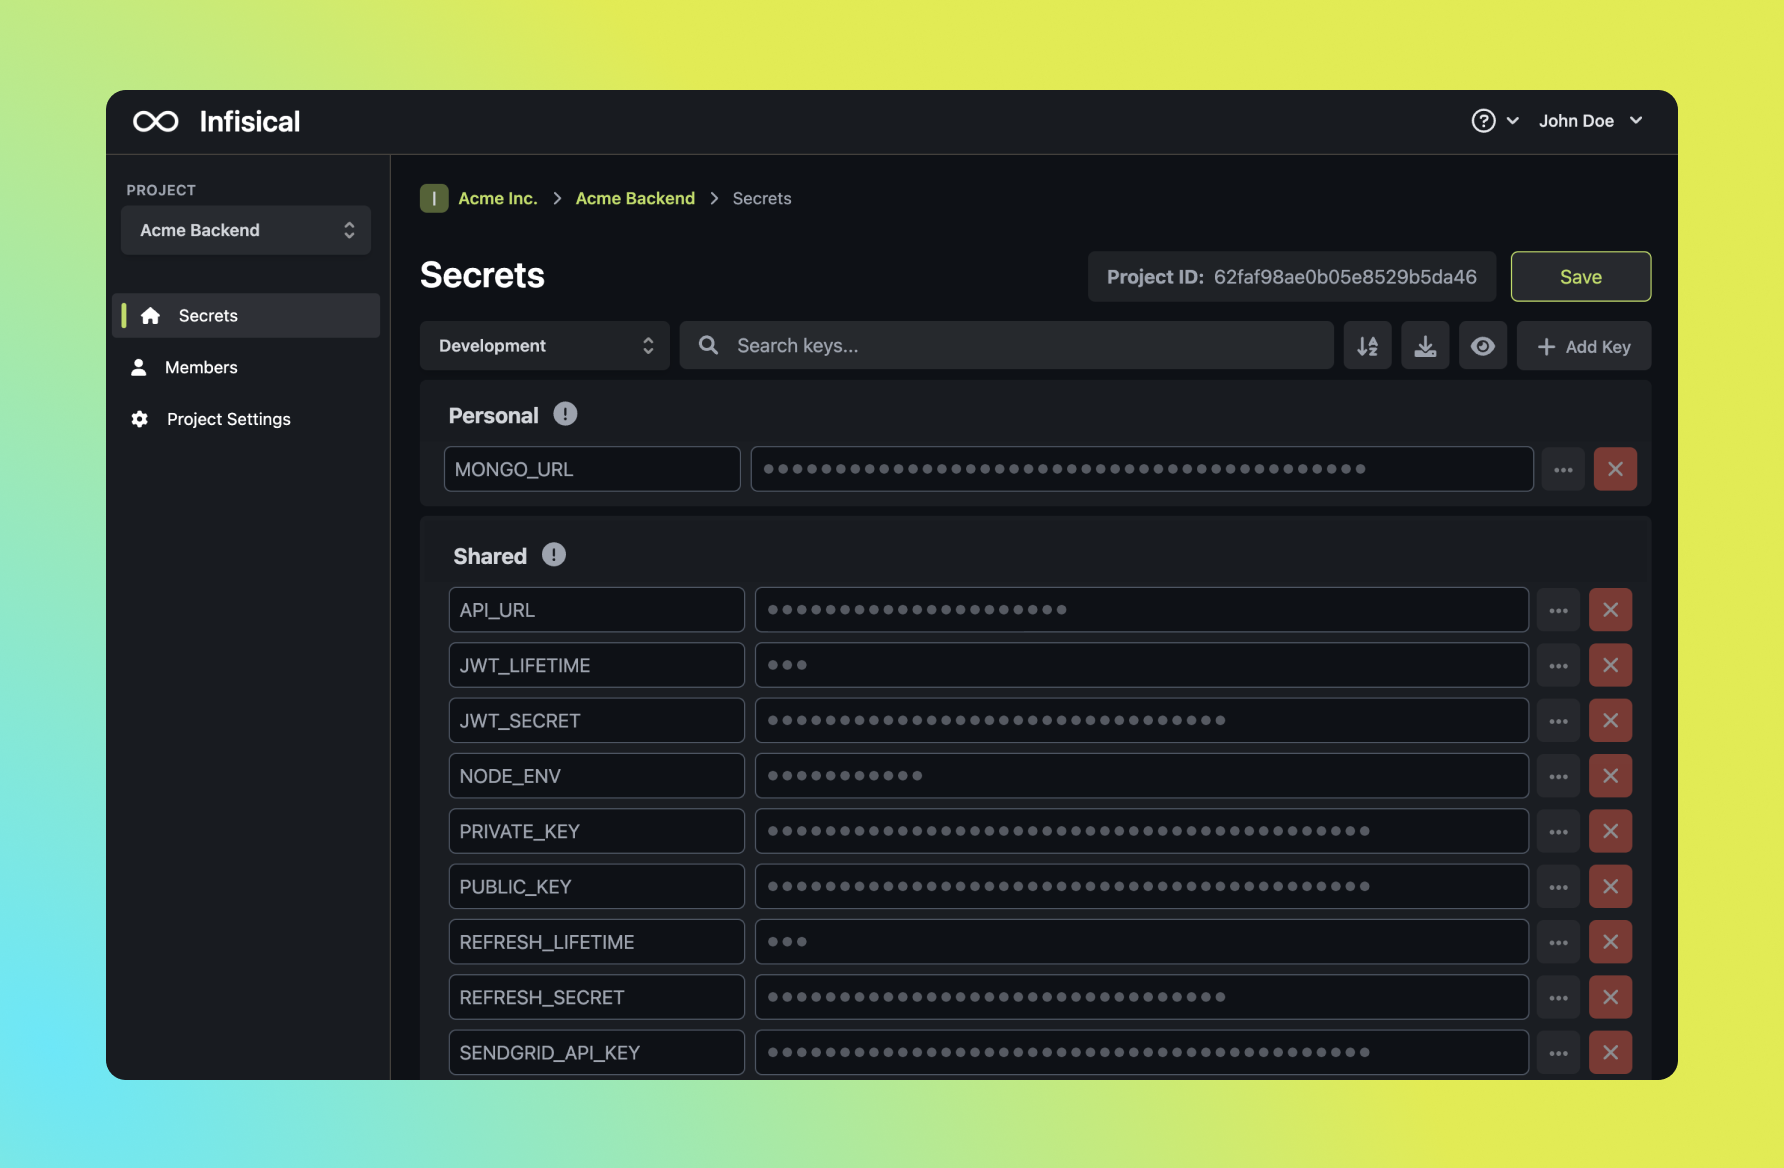 Infisical
John Doe
PROJECT
Acme Backend
Secrets
Members
Project Settings
I Acme Inc. > Acme Backend > Secrets
Secrets
Project ID: 62faf98ae0b05e8529b5da46
Save
Development
Search keys...
Add Key
Personal
MONGO_URL
Shared
API_URL
JWT_LIFETIME
JWT_SECRET
NODE_ENV
PRIVATE_KEY
PUBLIC_KEY
REFRESH_LIFETIME
REFRESH_SECRET
SENDGRID_API_KEY